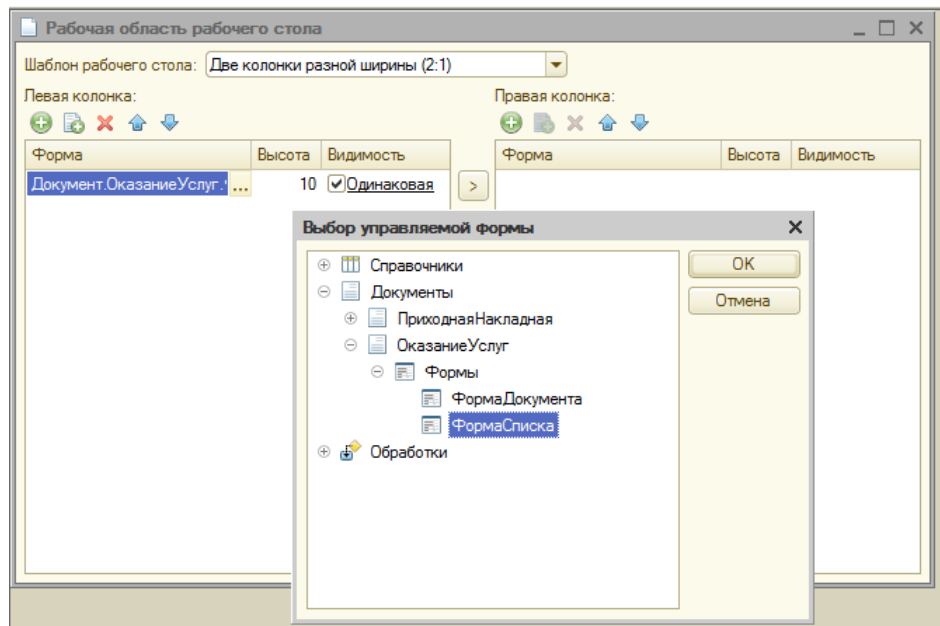 Рабочая область рабочего стола
Шаблон рабочего стола: Две колонки разной ширины (2:1)
Левая колонка:
Правая колонка:
Форма Высота Видимость
Форма Высота Видимость
Документ.ОказаниеУслуг. ... 10 Одинаковая
>
Выбор управляемой формы
Справочники
OK
Документы
Отмена
ПриходнаяНакладная
ОказаниеУслуг
Формы
ФормаДокумента
ФормаСписка
Обработки